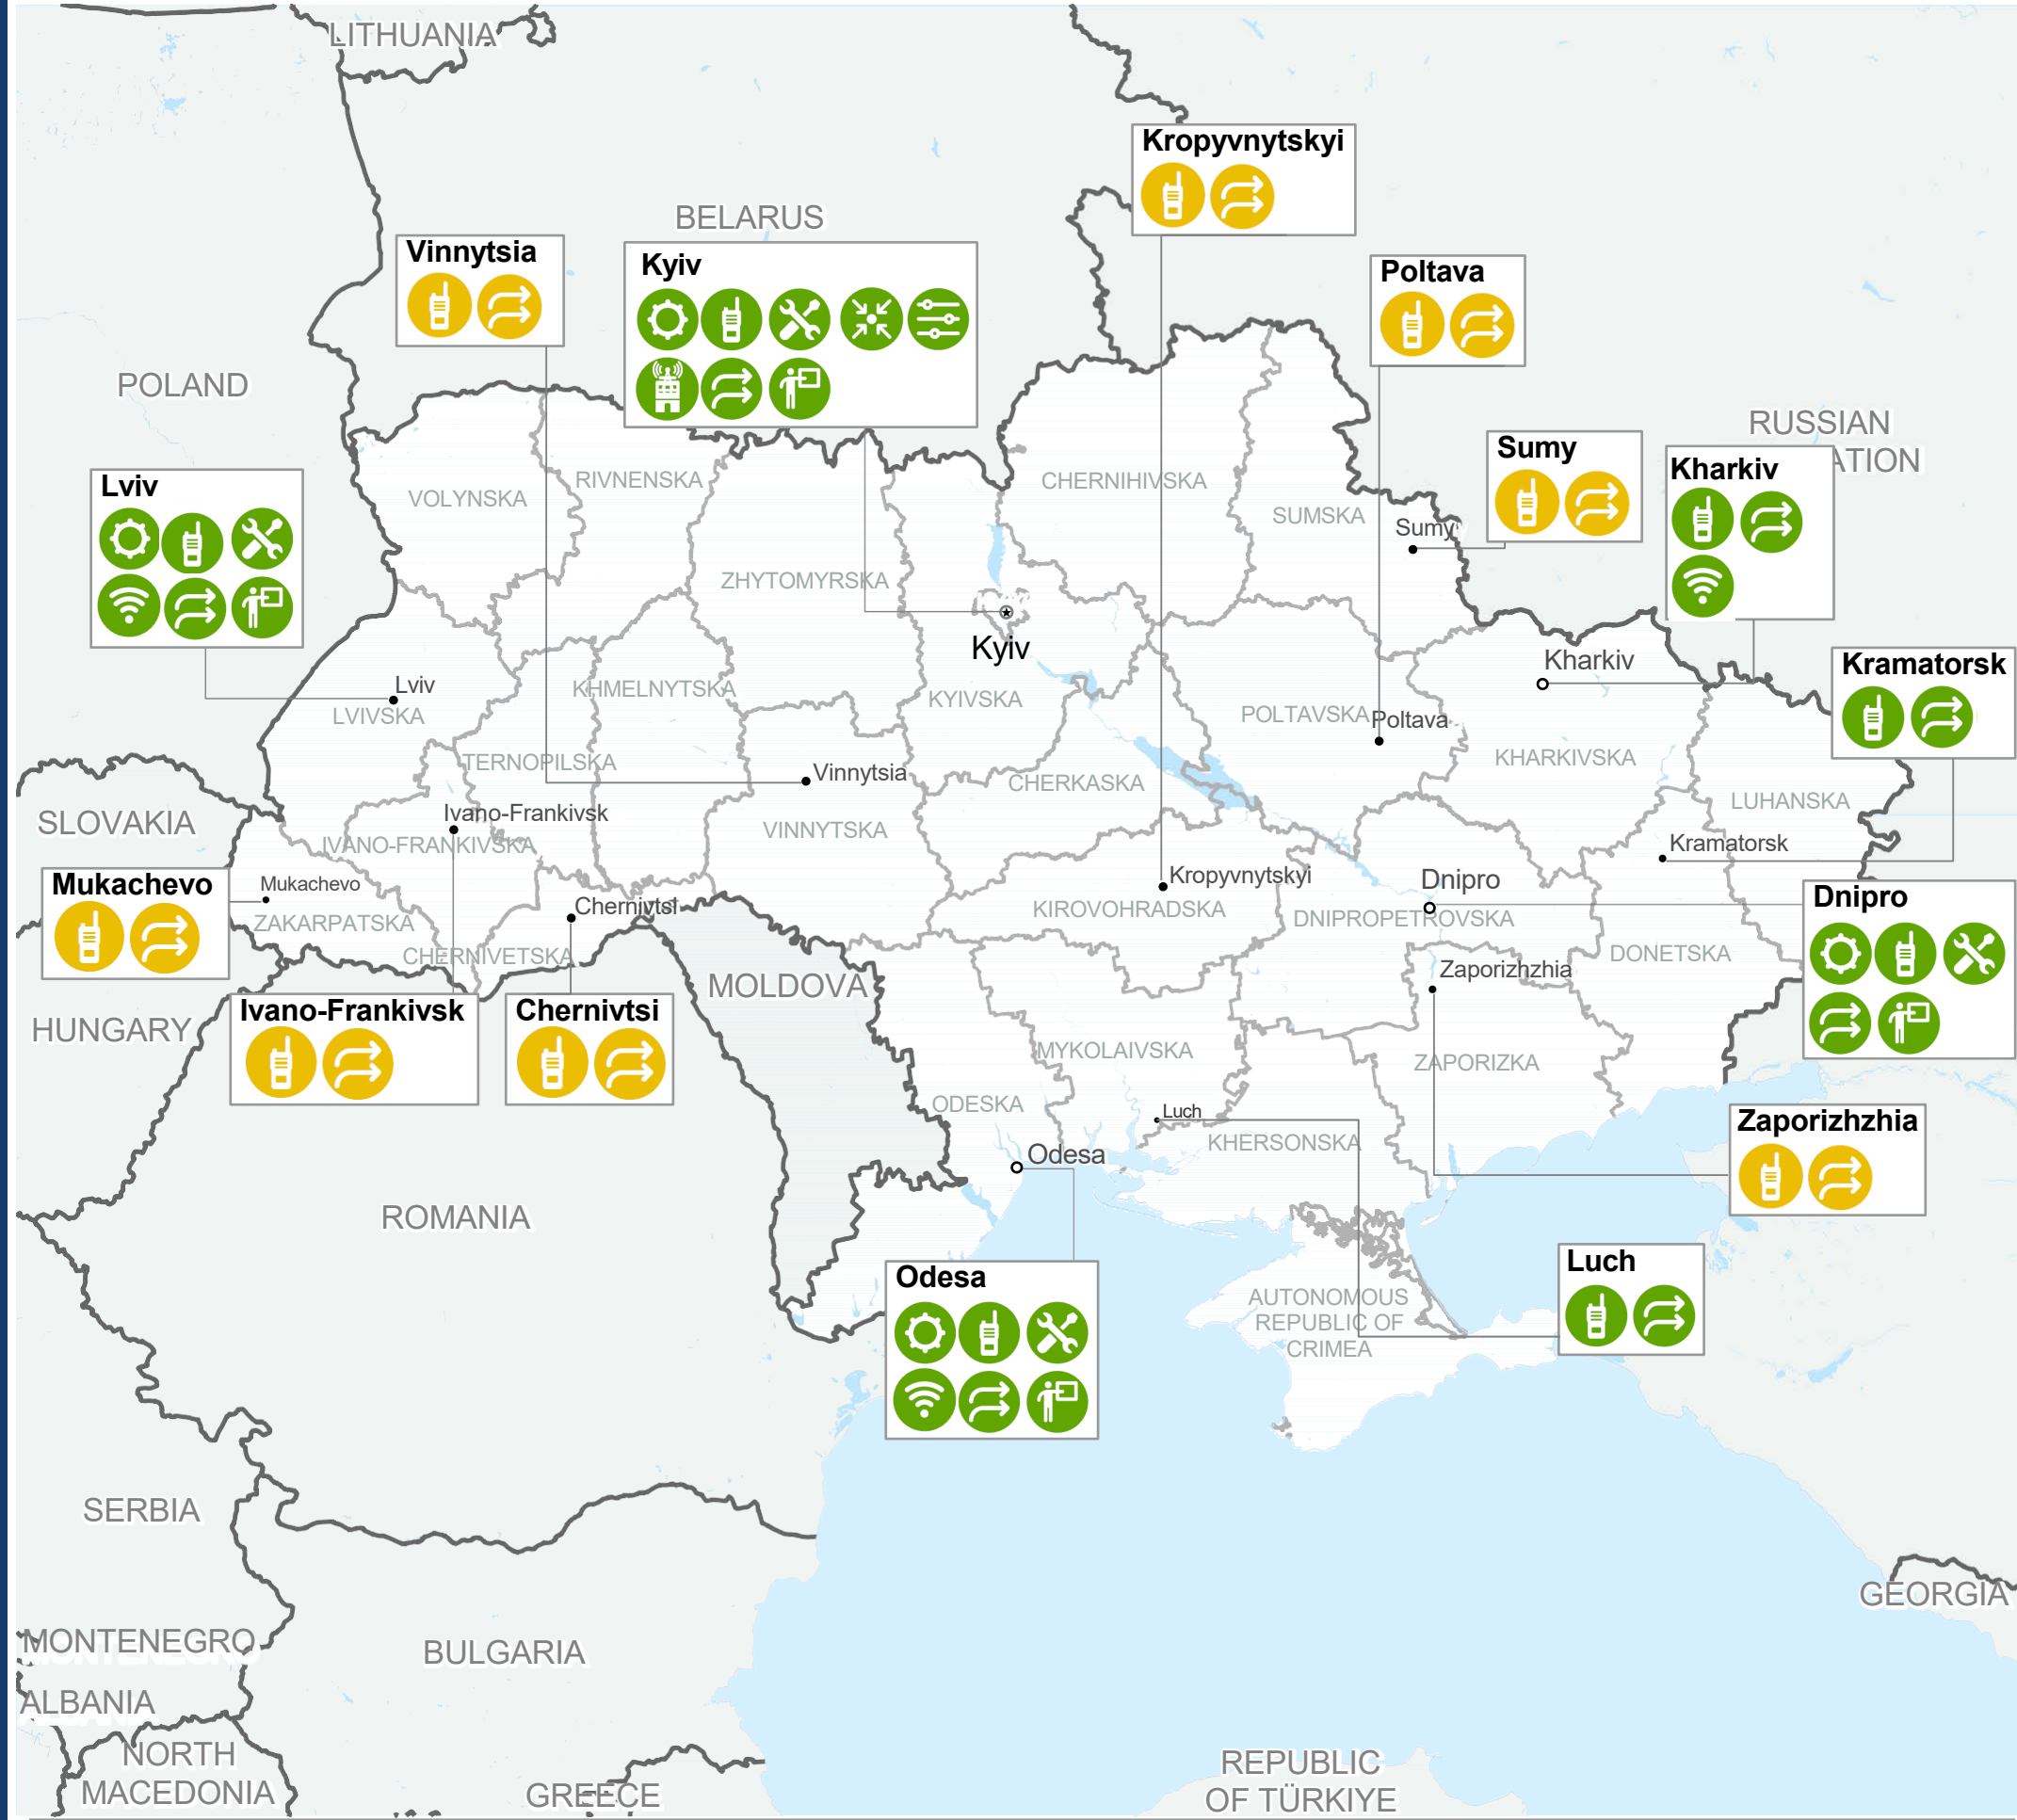 LITHUANIA
Kropyvnytskyi
BELARUS
Vinnytsia
Kyiv
Poltava
POLAND
RUSSIAN
ATION
Sumy
Kharkiv
Lviv
VOLYNSKA
RIVNENSKA
CHERNIHIVSKA
SUMSKA
Sumy
ZHYTOMYRSKA
Kyiv
Kharkiv
Kramatorsk
Lviv
LVIVSKA
KHMELNYTSKA
KYIVSKA
POLTAVSKA
Poltava
KHARKIVSKA
TERNOPILSKA
Vinnytsia
CHERKASKA
LUHANSKA
SLOVAKIA
Ivano-Frankivsk
IVANO-FRANKIVSKA
VINNYTSKA
Kramatorsk
Mukachevo
Mukachevo
ZAKARPATSKA
Chernivtsi
Kropyvnytskyi
KIROVOHRADSKA
Dnipro
DNIPROPETROVSKA
Dnipro
CHERNIVETSKA
MOLDOVA
Zaporizhzhia
DONETSKA
HUNGARY
Ivano-Frankivsk
Chernivtsi
MYKOLAIVSKA
ZAPORIZKA
ODESKA
Luch
KHERSONSKA
Zaporizhzhia
Odesa
ROMANIA
Odesa
Luch
AUTONOMOUS
REPUBLIC OF
CRIMEA
SERBIA
GEORGIA
MONTENEGRO
BULGARIA
ALBANIA
NORTH
MACEDONIA
GREECE
REPUBLIC
OF TÜRKIYE